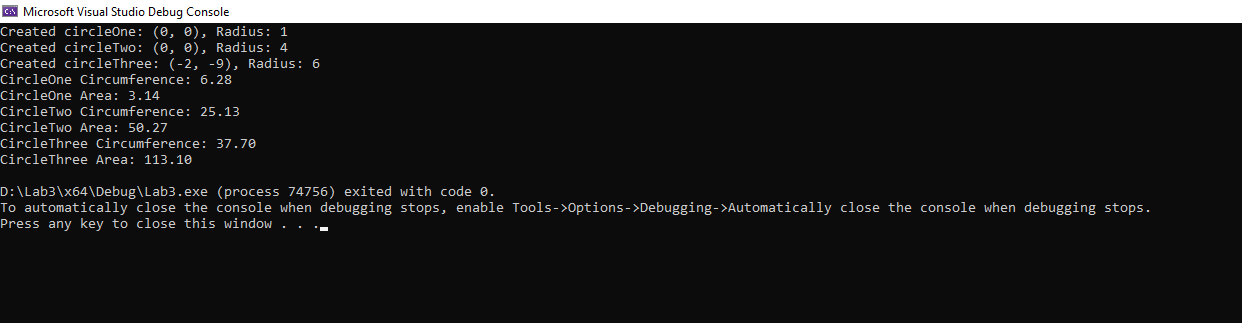 Microsoft Visual Studio Debug Console
Created circleOne: (0, 0), Radius: 1
Created circleTwo: (0, 0), Radius: 4
Created circleThree: (-2, -9), Radius: 6
CircleOne Circumference: 6.28
CircleOne Area: 3.14
CircleTwo Circumference: 25.13
CircleTwo Area: 50.27
CircleThree Circumference: 37.70
CircleThree Area: 113.10
D:\Lab3\x64\Debug\Lab3.exe (process 74756) exited with code 0.
To automatically close the console when debugging stops, enable Tools->Options->Debugging->Automatically close the console when debugging stops.
Press any key to close this window . . .